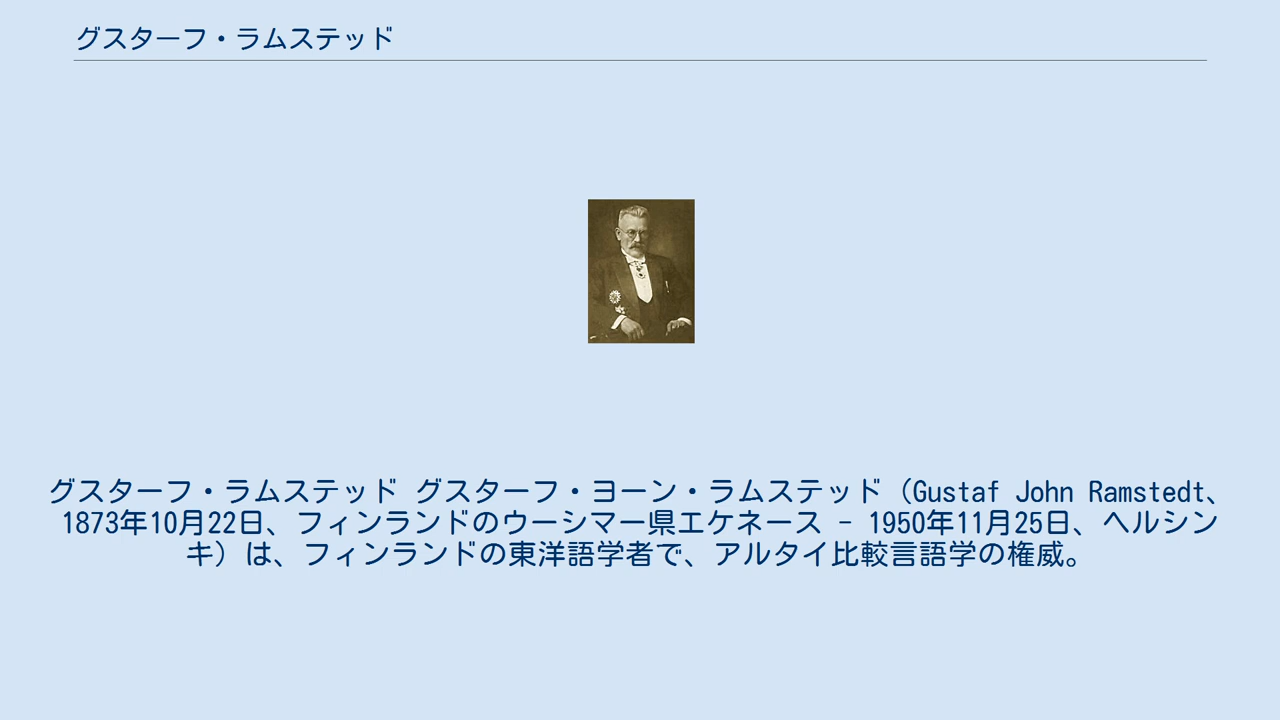 グスターフ・ラムステッド
グスターフ・ラムステッド グスターフ・ヨーン・ラムステッド（Gustaf John Ramstedt、
1873年10月22日、フィンランドのウーシマー県エケネース - 1950年11月25日、ヘルシン
キ）は、フィンランドの東洋語学者で、アルタイ比較言語学の権威。